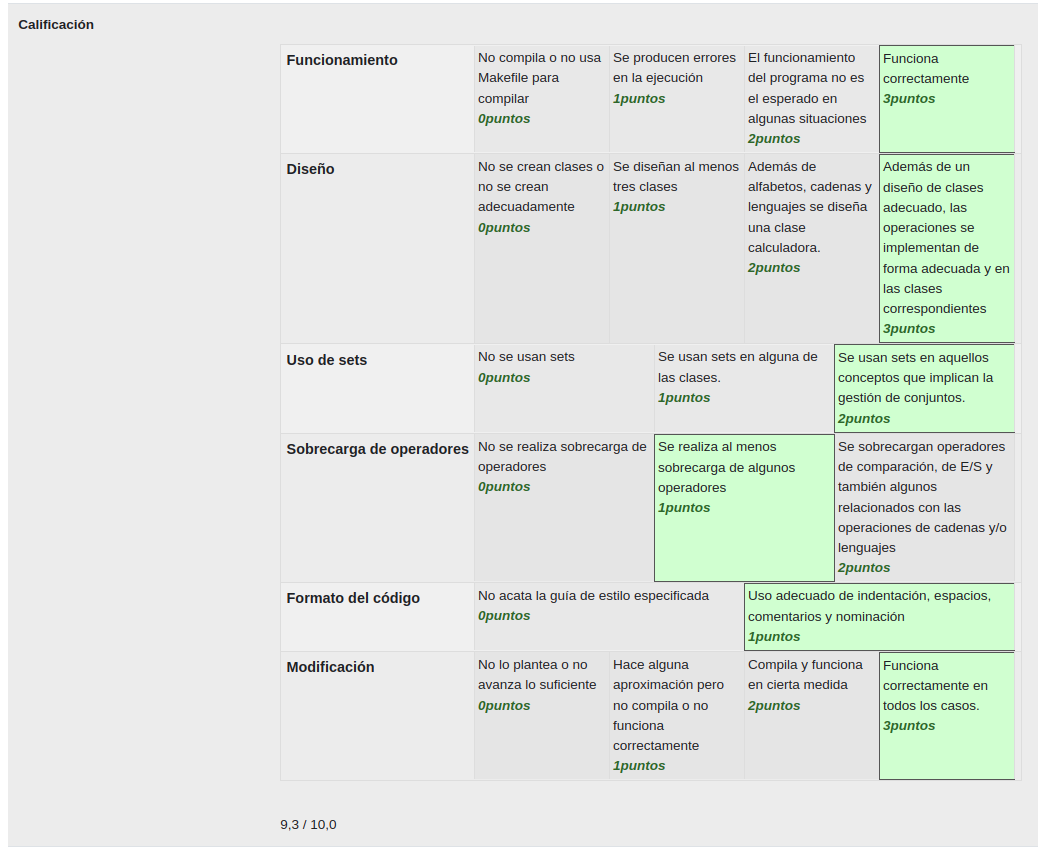 Calificación
Funcionamiento
No compila o no usa
Makefile para
compilar
0puntos
Se producen errores
en la ejecución
1puntos
El funcionamiento
del programa no es
el esperado en
algunas situaciones
2puntos
Funciona
correctamente
3puntos
Diseño
No se crean clases o
no se crean
adecuadamente
0puntos
Se diseñan al menos
tres clases
1puntos
Además de
alfabetos, cadenas y
lenguajes se diseña
una clase
calculadora.
2puntos
Además de un
diseño de clases
adecuado, las
operaciones se
implementan de
forma adecuada y en
las clases
correspondientes
3puntos
Uso de sets
No se usan sets
0puntos
Se usan sets en alguna de
las clases.
1puntos
Se usan sets en aquellos
conceptos que implican la
gestión de conjuntos.
2puntos
Sobrecarga de operadores
No se realiza sobrecarga de
operadores
0puntos
Se realiza al menos
sobrecarga de algunos
operadores
1puntos
Se sobrecargan operadores
de comparación, de E/S y
también algunos
relacionados con las
operaciones de cadenas y/o
lenguajes
2puntos
Formato del código
No acata la guía de estilo especificada
0puntos
Uso adecuado de indentación, espacios,
comentarios y nominación
1puntos
Modificación
No lo plantea o no
avanza lo suficiente
0puntos
Hace alguna
aproximación pero
no compila o no
funciona
correctamente
1puntos
Compila y funciona
en cierta medida
2puntos
Funciona
correctamente en
todos los casos.
3puntos
9,3 / 10,0